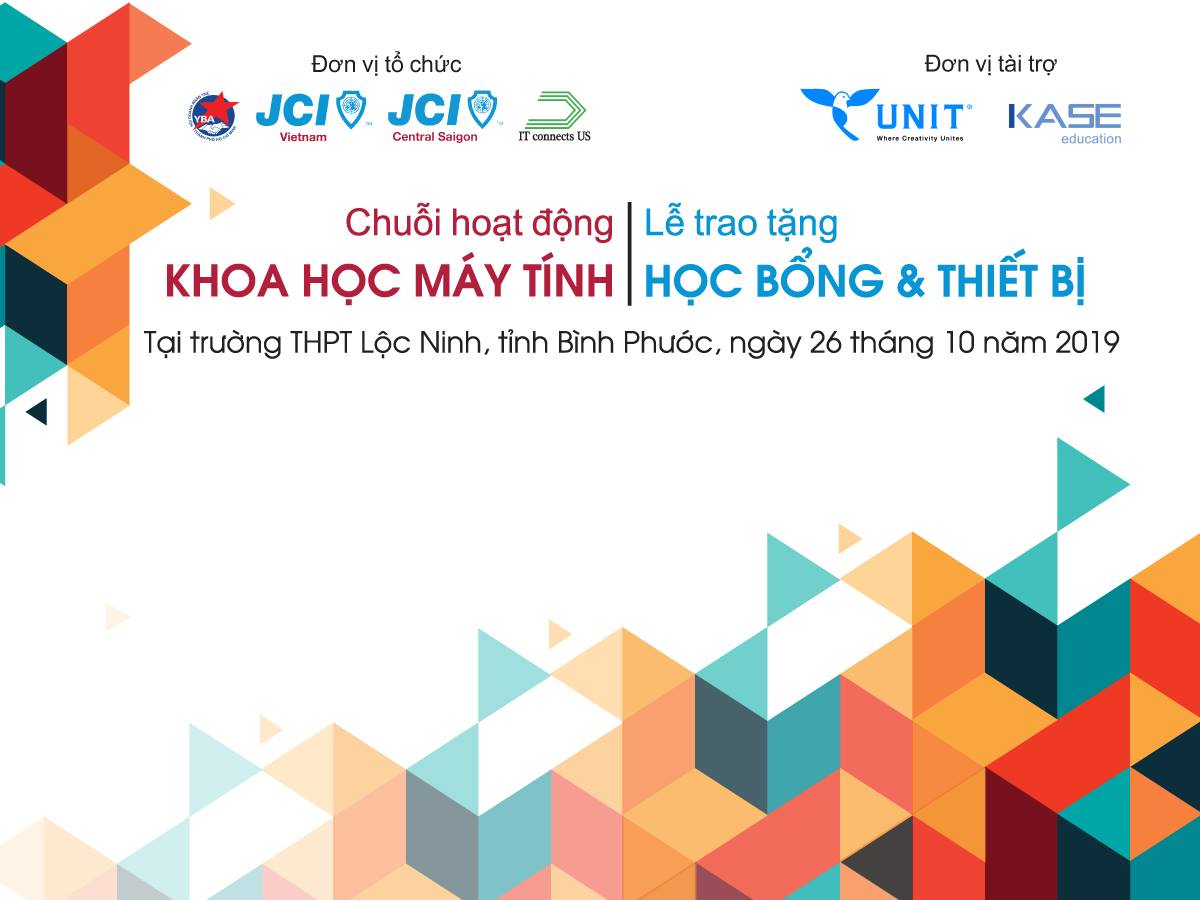 Đơn vị tổ chức
Đơn vị tài trợ
YBA
JCI
Vietnam
JCI
Central Saigon
IT connects US
UNIT®
Where Creativity Unites
KASE
education
Chuỗi hoạt động
KHOA HỌC MÁY TÍNH
Lễ trao tặng
HỌC BỔNG & THIẾT BỊ
Tại trường THPT Lộc Ninh, tỉnh Bình Phước, ngày 26 tháng 10 năm 2019